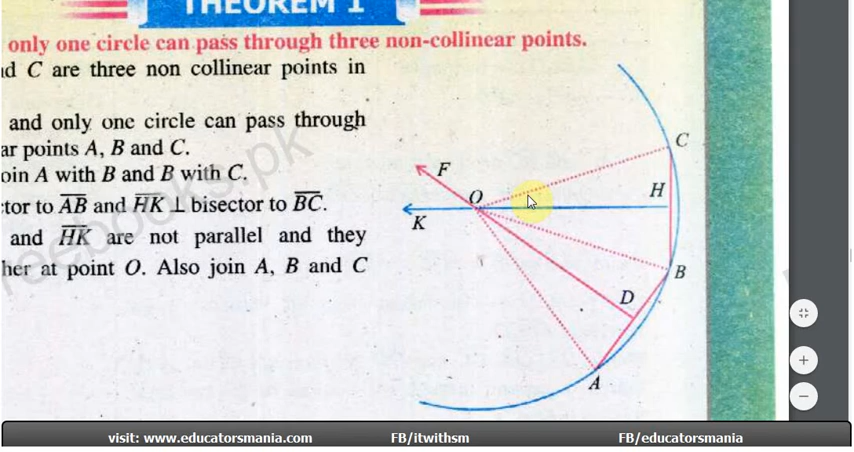 THEOREM 1
only one circle can pass through three non-collinear points.
nd C are three non collinear points in
and only one circle can pass through
ar points A, B and C.
oin A with B and B with C.
tor to AB and HK ⊥ bisector to BC.
and HK are not parallel and they
her at point O. Also join A, B and C
C
F
O
H
K
B
D
A
visit: www.educatorsmania.com FB/itwithsm FB/educatorsmania